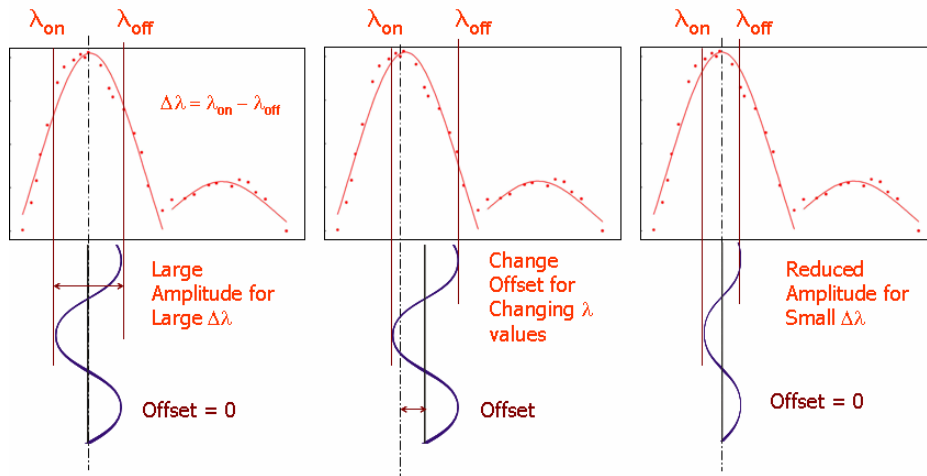 λon λoff
Δλ = λon – λoff
Large
Amplitude for
Large Δλ
Offset = 0
λon λoff
Change
Offset for
Changing λ
values
Offset
λon λoff
Reduced
Amplitude for
Small Δλ
Offset = 0